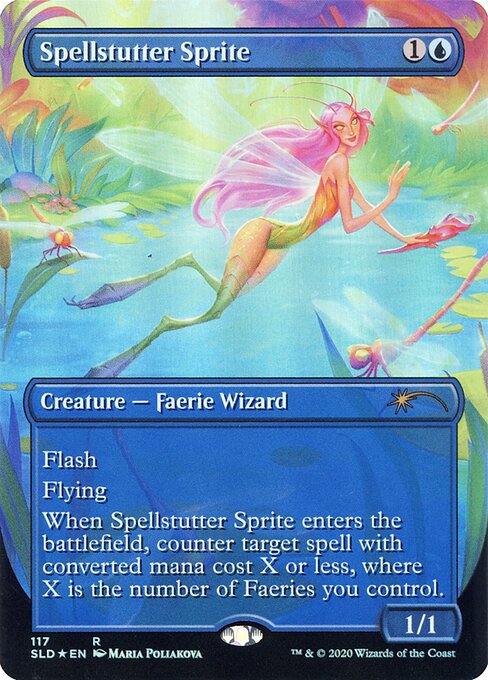 Spellstutter Sprite 1
Creature — Faerie Wizard
Flash
Flying
When Spellstutter Sprite enters the
battlefield, counter target spell with
converted mana cost X or less, where
X is the number of Faeries you control.
1/1
117 R
SLD★EN Maria Poliakova
™ & © 2020 Wizards of the Coast